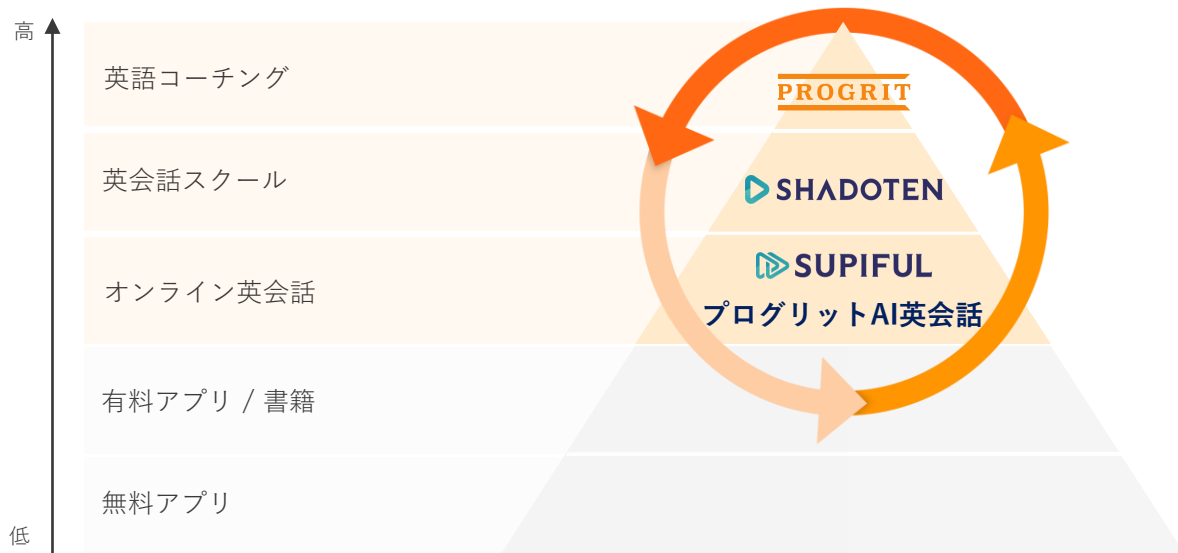 高
英語コーチング
PROGRIT
英会話スクール
SHADOTEN
オンライン英会話
SUPIFUL
プログリットAI英会話
有料アプリ / 書籍
無料アプリ
低